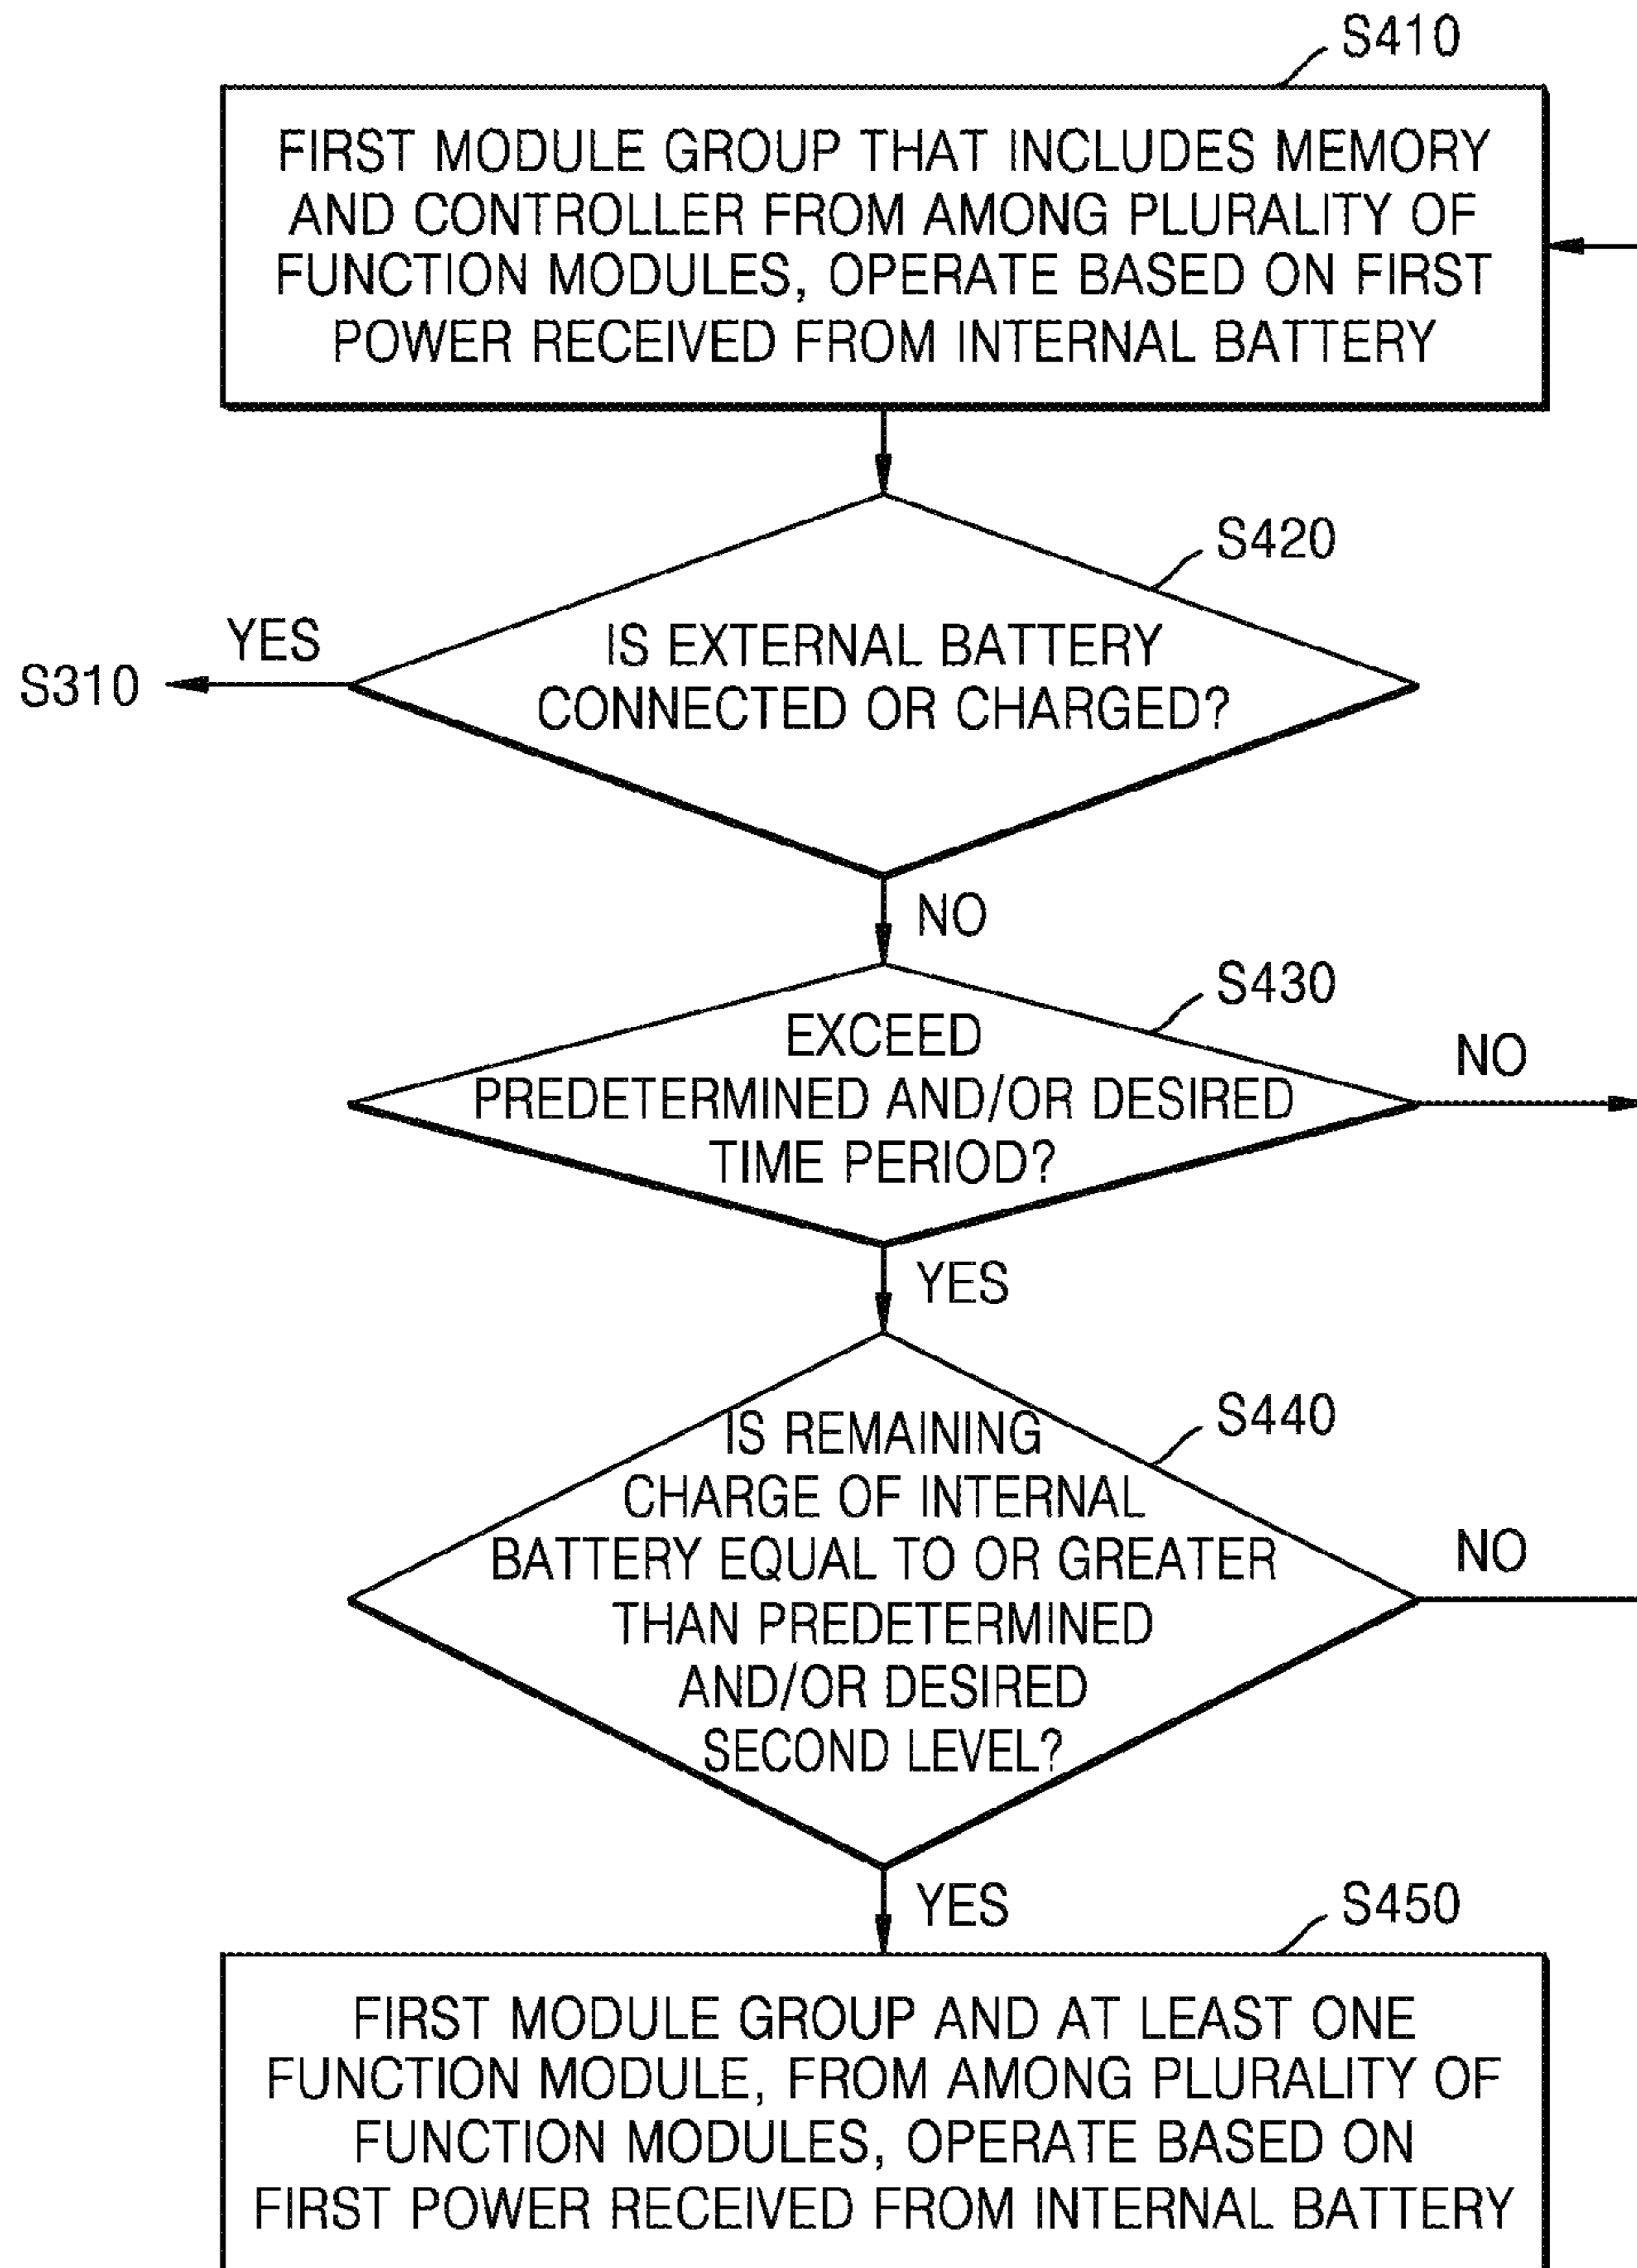 S410
FIRST MODULE GROUP THAT INCLUDES MEMORY
AND CONTROLLER FROM AMONG PLURALITY OF
FUNCTION MODULES, OPERATE BASED ON FIRST
POWER RECEIVED FROM INTERNAL BATTERY
S420
YES
S310
IS EXTERNAL BATTERY
CONNECTED OR CHARGED?
NO
S430
EXCEED
PREDETERMINED AND/OR DESIRED
TIME PERIOD?
NO
YES
S440
IS REMAINING
CHARGE OF INTERNAL
BATTERY EQUAL TO OR GREATER
THAN PREDETERMINED
AND/OR DESIRED
SECOND LEVEL?
NO
YES
S450
FIRST MODULE GROUP AND AT LEAST ONE
FUNCTION MODULE, FROM AMONG PLURALITY OF
FUNCTION MODULES, OPERATE BASED ON
FIRST POWER RECEIVED FROM INTERNAL BATTERY